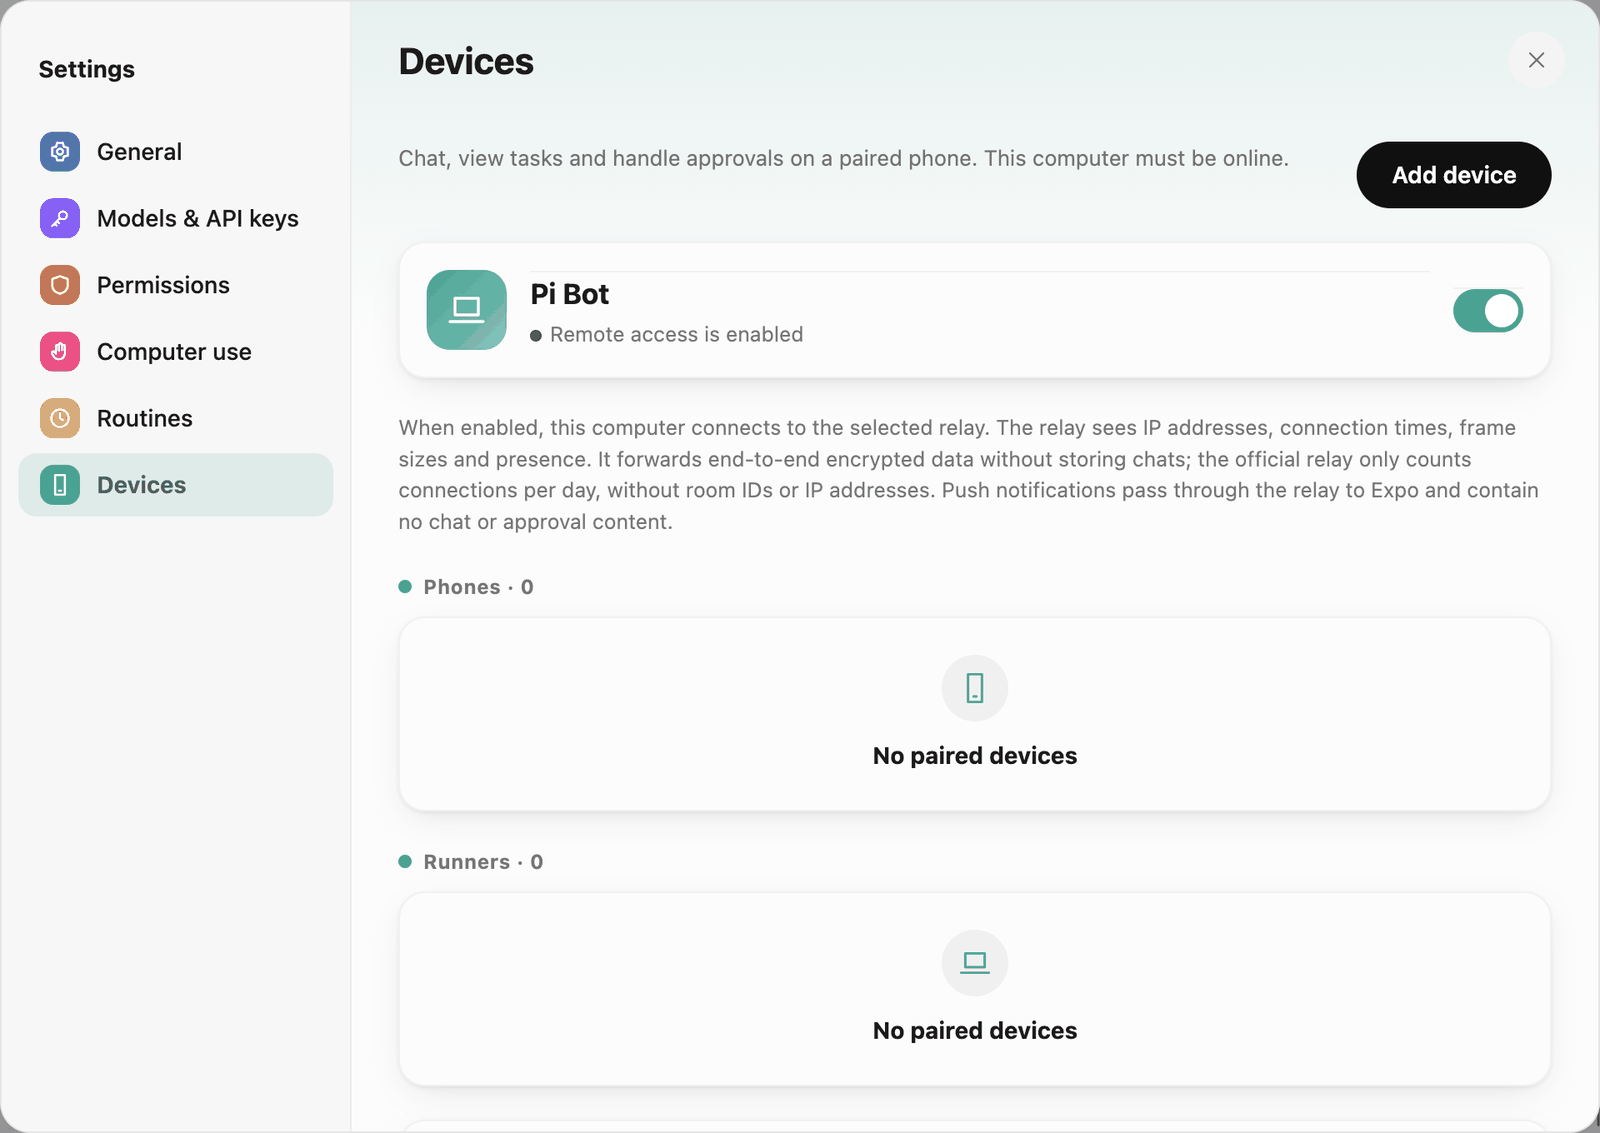 Settings
General
Models & API keys
Permissions
Computer use
Routines
Devices
Devices
Chat, view tasks and handle approvals on a paired phone. This computer must be online.
Add device
Pi Bot
Remote access is enabled
When enabled, this computer connects to the selected relay. The relay sees IP addresses, connection times, frame
sizes and presence. It forwards end-to-end encrypted data without storing chats; the official relay only counts
connections per day, without room IDs or IP addresses. Push notifications pass through the relay to Expo and contain
no chat or approval content.
Phones · 0
No paired devices
Runners · 0
No paired devices